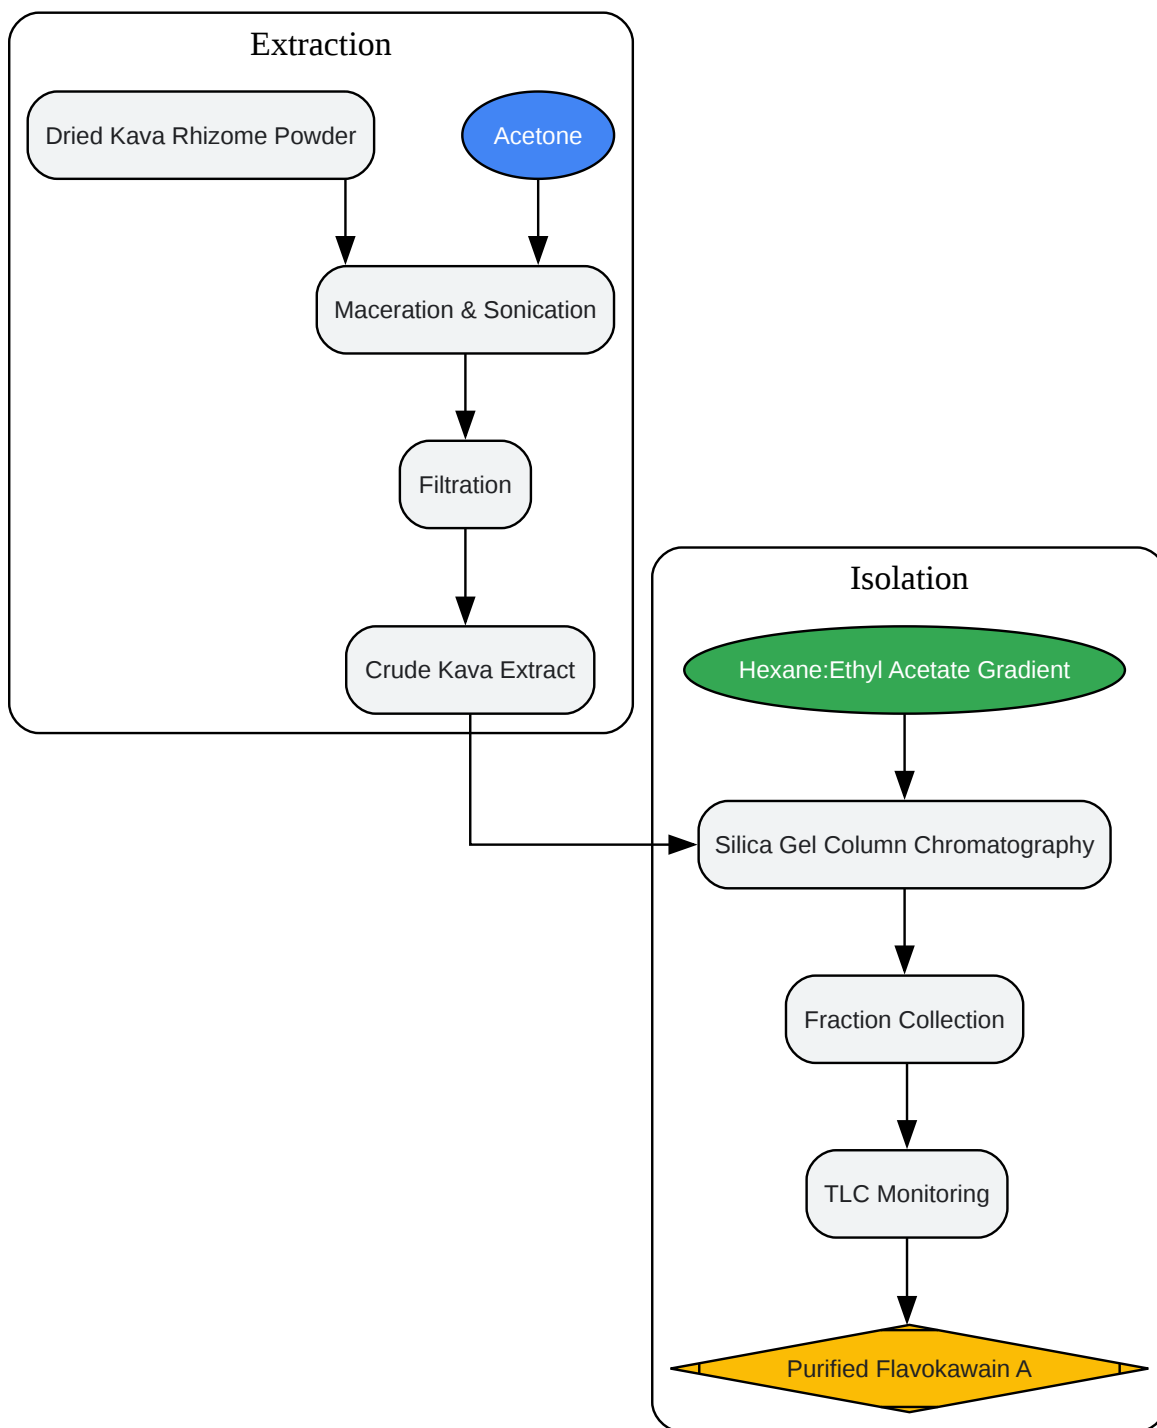 Extraction
Dried Kava Rhizome Powder
Acetone
Maceration & Sonication
Filtration
Crude Kava Extract
Isolation
Hexane:Ethyl Acetate Gradient
Silica Gel Column Chromatography
Fraction Collection
TLC Monitoring
Purified Flavokawain A